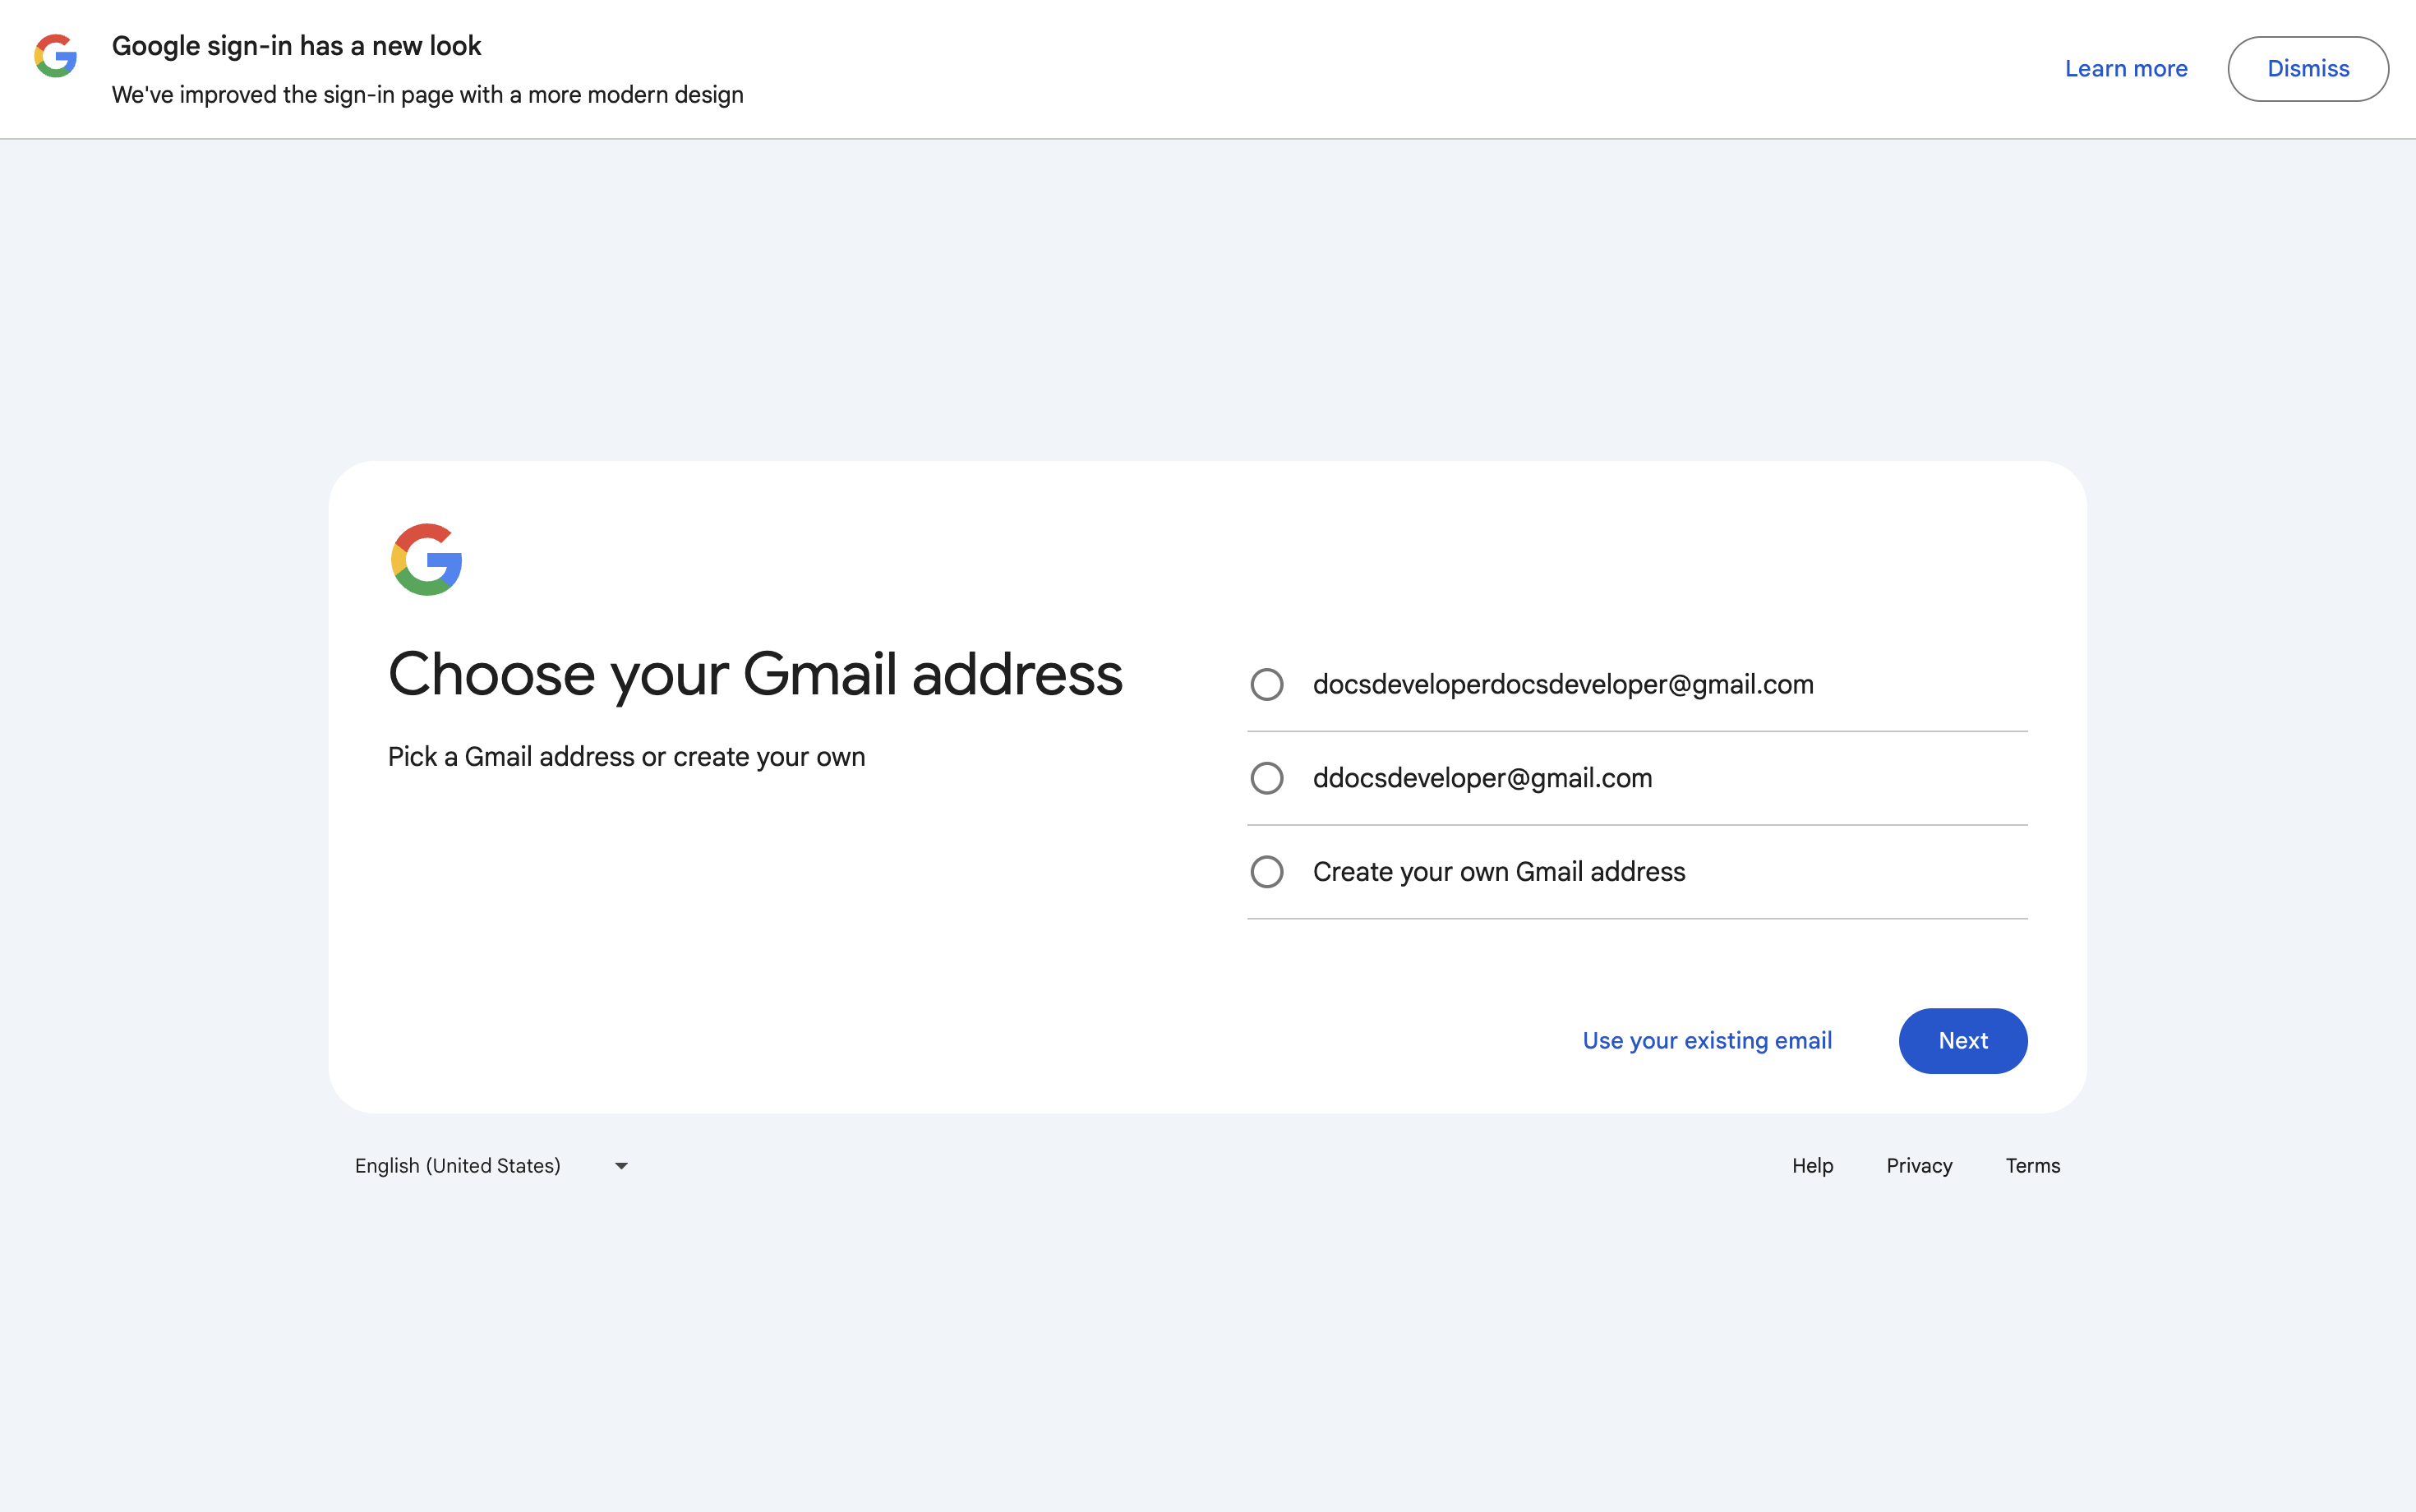 Google sign-in has a new look
We've improved the sign-in page with a more modern design
Learn more
Dismiss
Choose your Gmail address
Pick a Gmail address or create your own
docsdeveloperdocsdeveloper@gmail.com
ddocsdeveloper@gmail.com
Create your own Gmail address
Use your existing email
Next
English (United States)
Help
Privacy
Terms